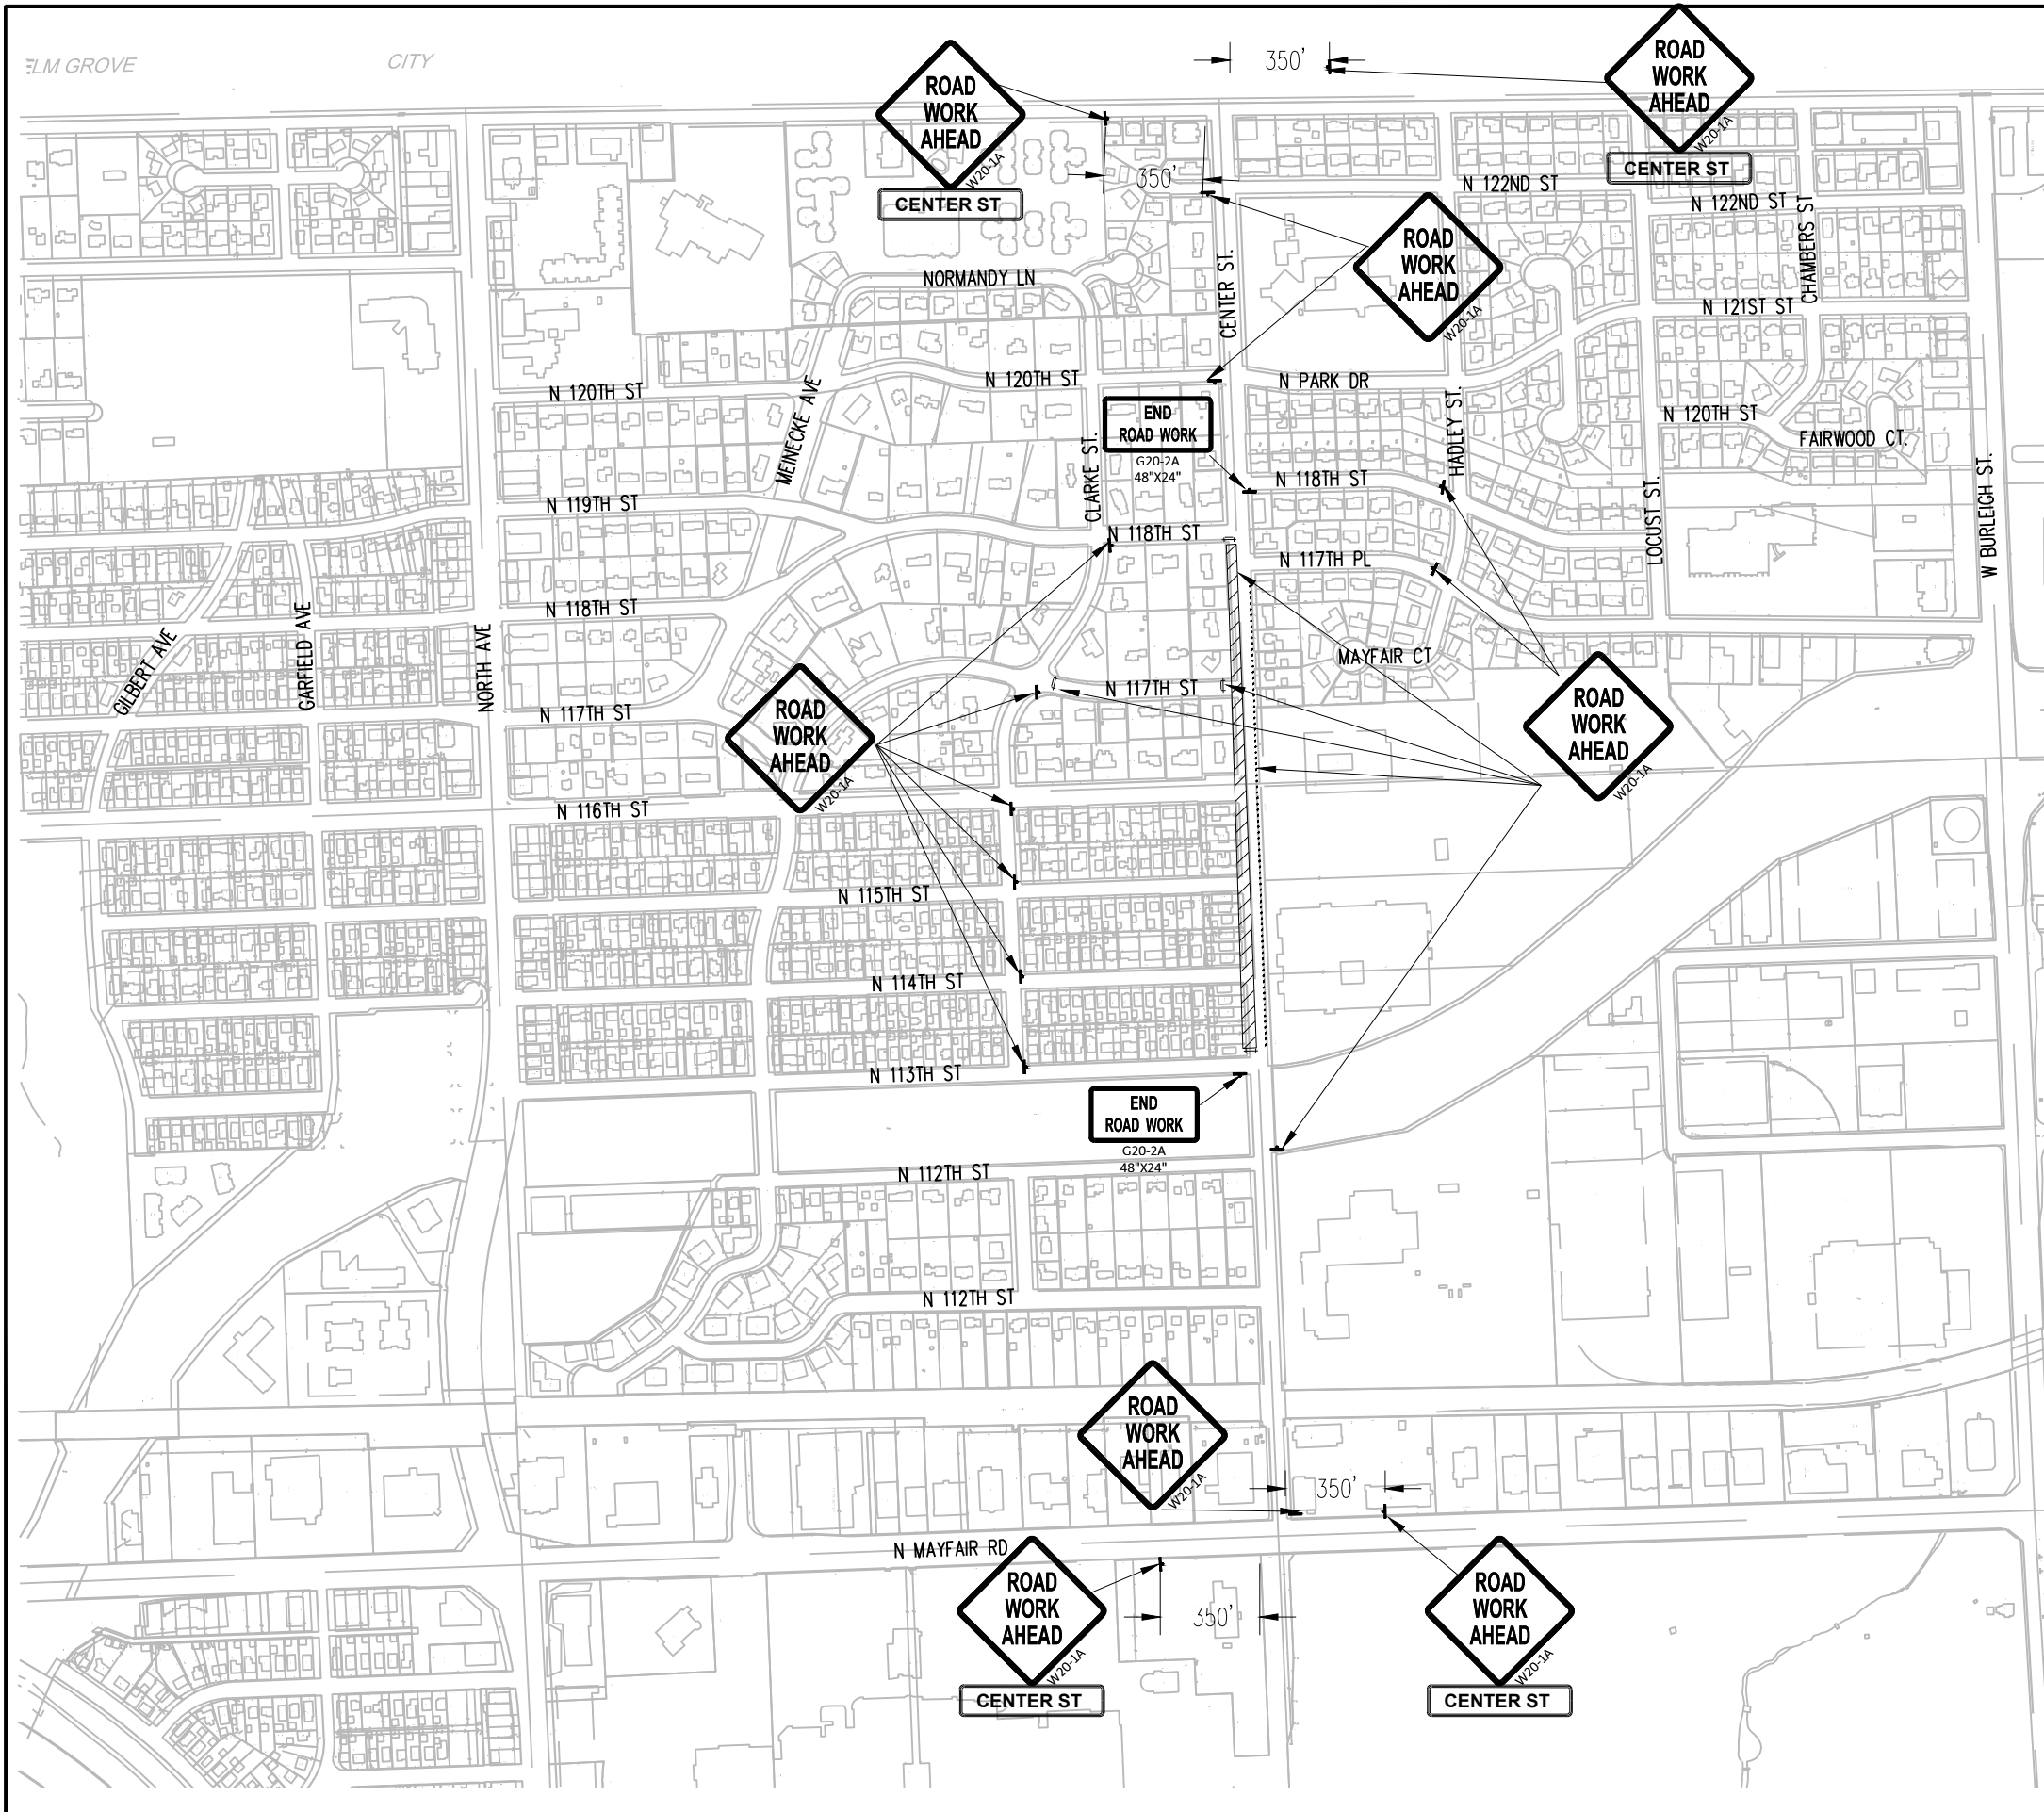 ELM GROVE
CITY
350'
ROAD
WORK
AHEAD
W20-1A
CENTER ST
ROAD
WORK
AHEAD
W20-1A
CENTER ST
350'
N 122ND ST
N 122ND ST
CHAMBERS ST
ROAD
WORK
AHEAD
W20-1A
NORMANDY LN
CENTER ST.
N 121ST ST
N 120TH ST
MEINECKE AVE
N 120TH ST
N PARK DR
HADLEY ST.
N 120TH ST
FAIRWOOD CT.
END
ROAD WORK
G20-2A
48"X24"
CLARKE ST.
N 118TH ST
LOCUST ST.
W BURLEIGH ST.
N 119TH ST
N 118TH ST
N 117TH PL
N 118TH ST
GILBERT AVE
GARFIELD AVE
NORTH AVE
MAYFAIR CT
N 117TH ST
N 117TH ST
ROAD
WORK
AHEAD
W20-1A
ROAD
WORK
AHEAD
W20-1A
N 116TH ST
N 115TH ST
N 114TH ST
N 113TH ST
END
ROAD WORK
G20-2A
48"X24"
N 112TH ST
N 112TH ST
ROAD
WORK
AHEAD
W20-1A
350'
N MAYFAIR RD
ROAD
WORK
AHEAD
W20-1A
CENTER ST
350'
ROAD
WORK
AHEAD
W20-1A
CENTER ST